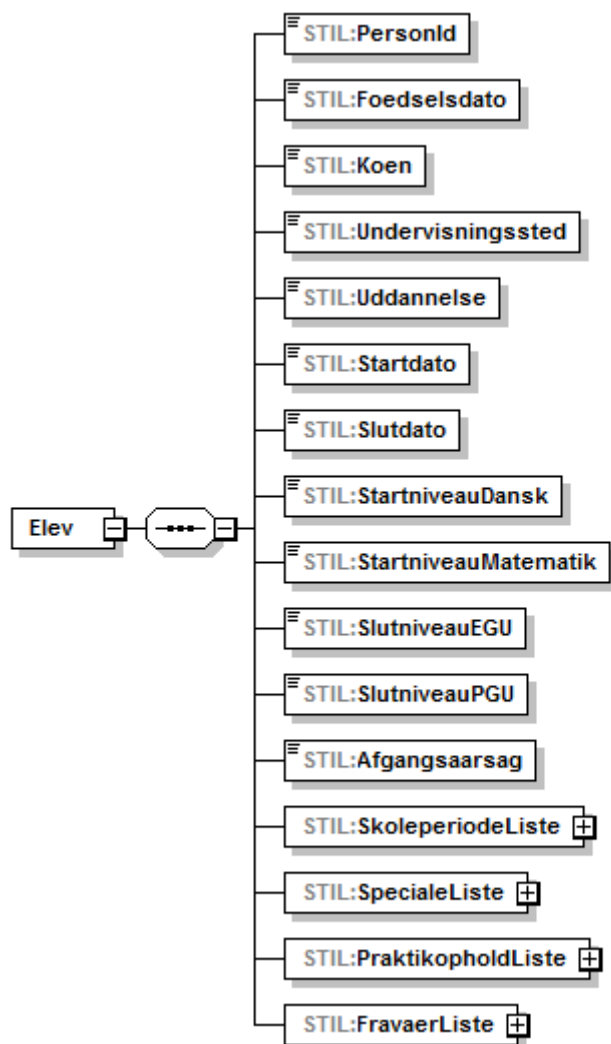 STIL:PersonId
STIL:Foedselsdato
STIL:Koen
STIL:Undervisningssted
STIL:Uddannelse
STIL:Startdato
STIL:Slutdato
STIL:StartniveauDansk
Elev
STIL:StartniveauMatematik
STIL:SlutniveauEGU
STIL:SlutniveauPGU
STIL:Afgangsaarsag
STIL:SkoleperiodeListe
STIL:SpecialeListe
STIL:PraktikopholdListe
STIL:FravaerListe